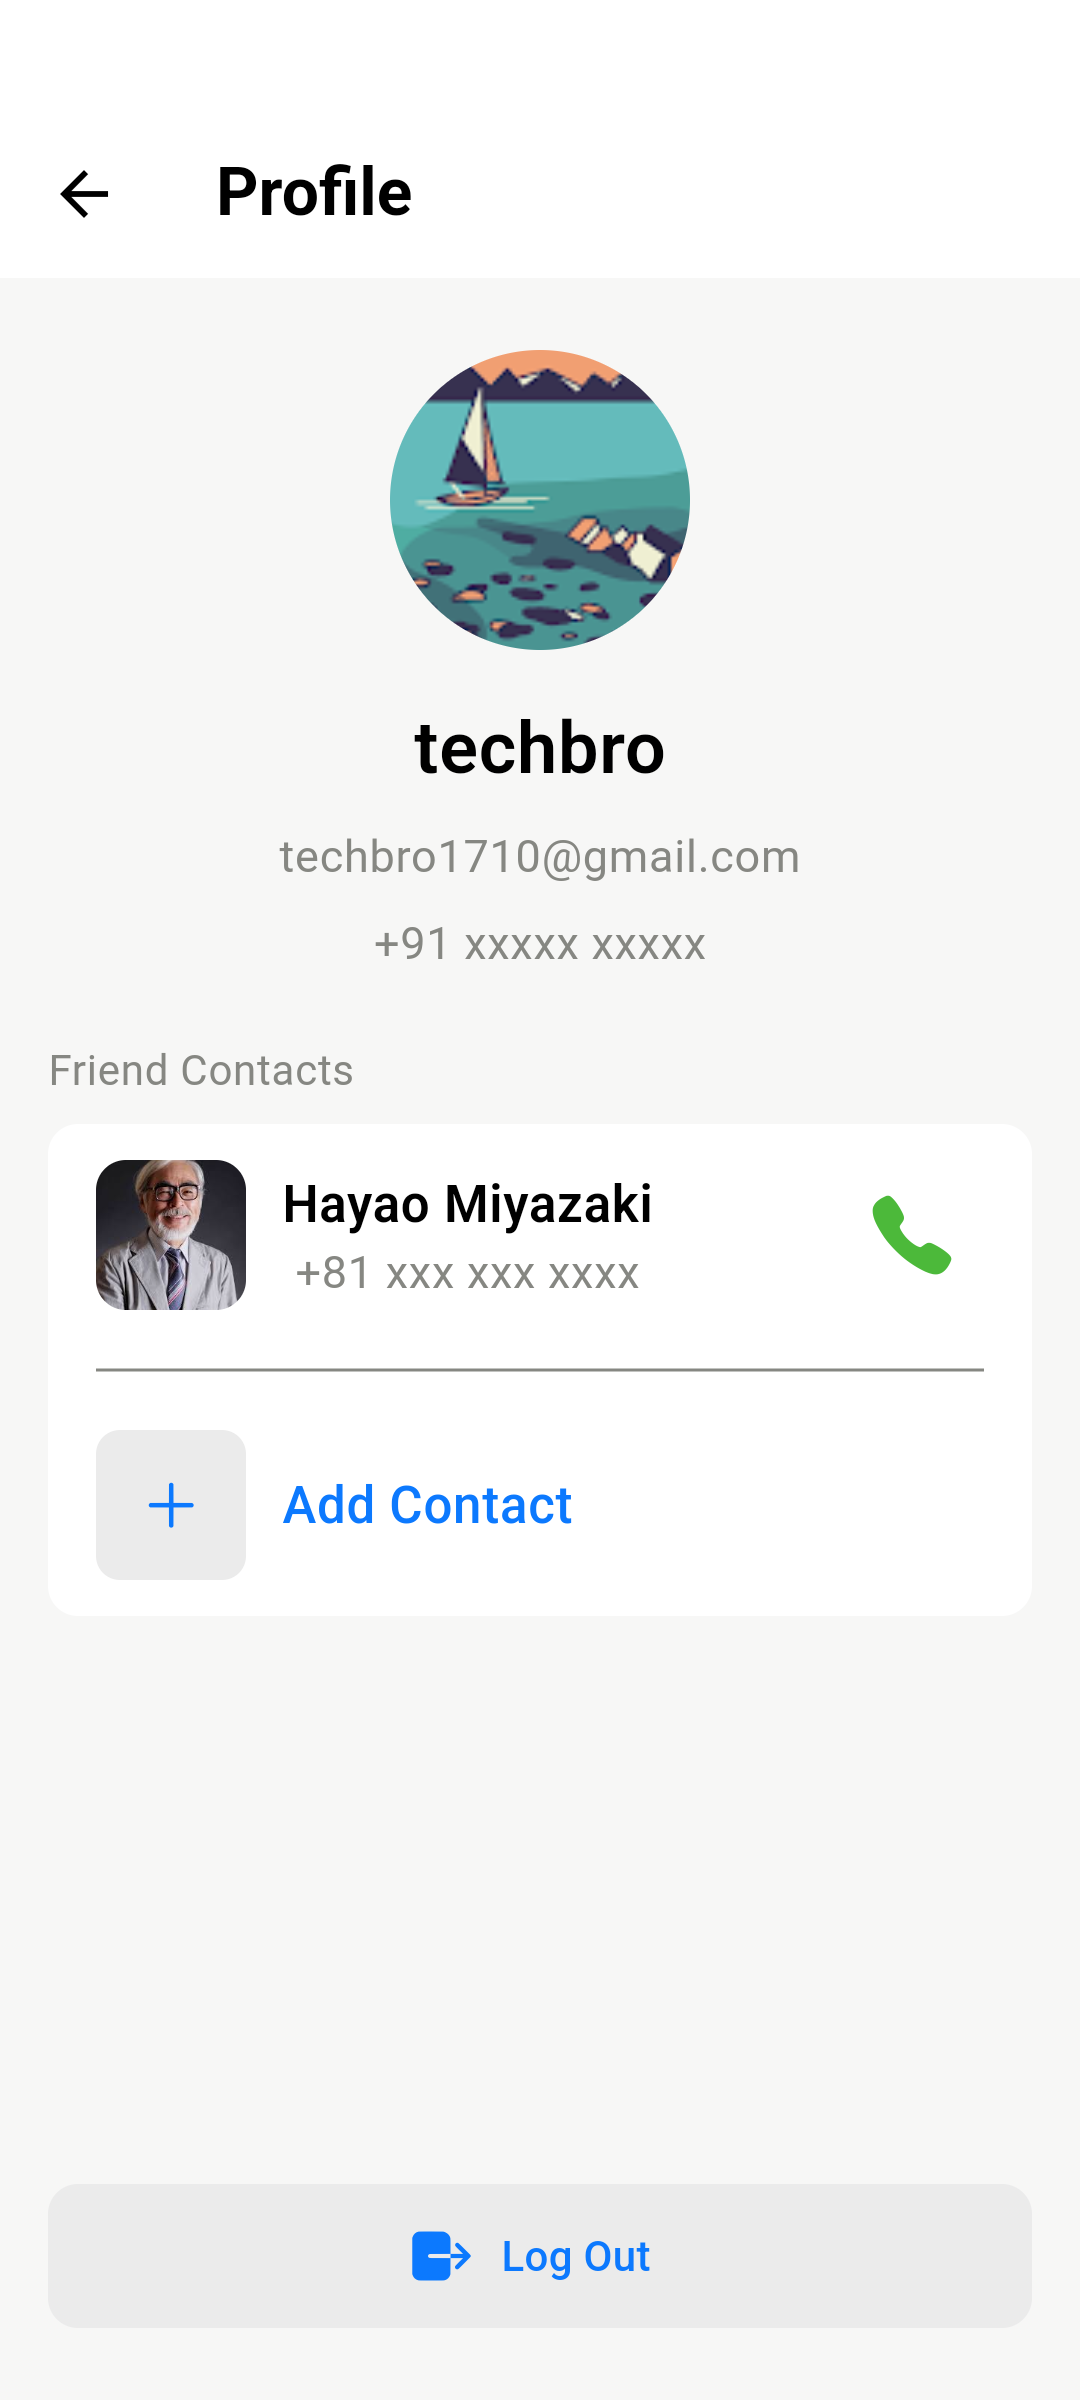 Profile
techbro
techbro1710@gmail.com
+91 xxxxx xxxxx
Friend Contacts
Hayao Miyazaki
+81 xxx xxx xxxx
Add Contact
Log Out